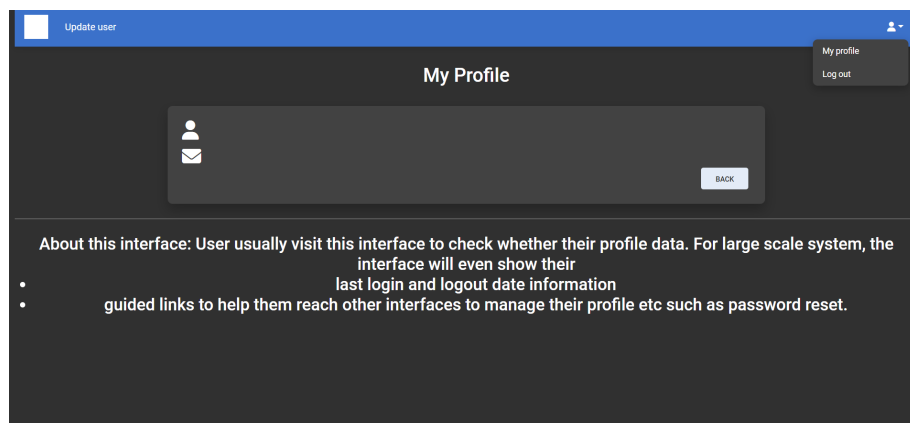 Update user
My profile
Log out
My Profile
BACK
About this interface: User usually visit this interface to check whether their profile data. For large scale system, the
interface will even show their
last login and logout date information
guided links to help them reach other interfaces to manage their profile etc such as password reset.